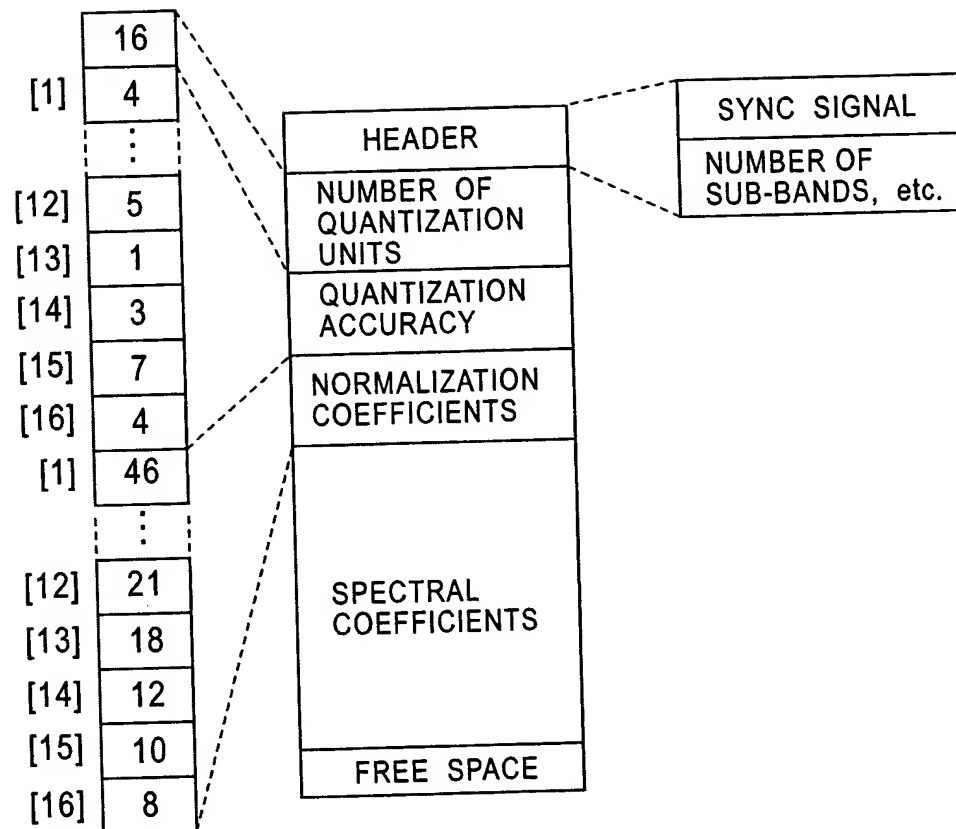 16
[1] 4
⋮
[12] 5
[13] 1
[14] 3
[15] 7
[16] 4
[1] 46
⋮
[12] 21
[13] 18
[14] 12
[15] 10
[16] 8
HEADER
NUMBER OF
QUANTIZATION
UNITS
QUANTIZATION
ACCURACY
NORMALIZATION
COEFFICIENTS
SPECTRAL
COEFFICIENTS
FREE SPACE
SYNC SIGNAL
NUMBER OF
SUB-BANDS, etc.